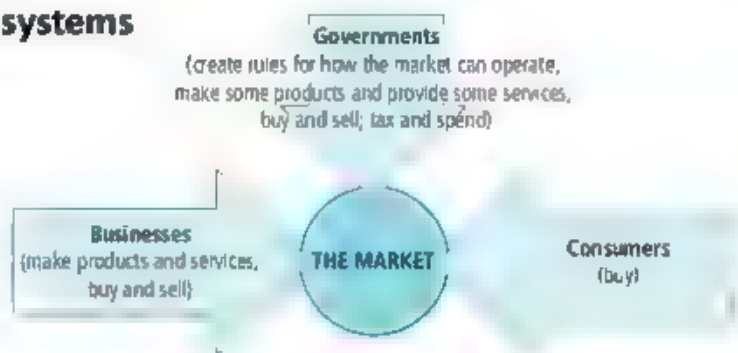 systems
Governments
(create rules for how the market can operate,
make some products and provide some services,
buy and sell; tax and spend)
Businesses
(make products and services,
buy and sell)
THE MARKET
Consumers
(buy)